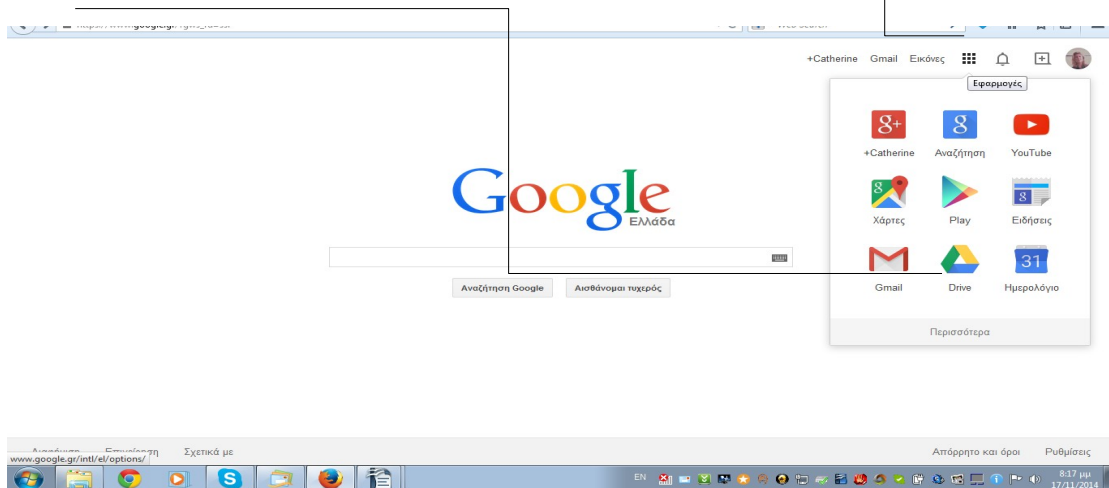 +Catherine Gmail Εικόνες
Εφαρμογές
+Catherine Αναζήτηση YouTube
Χάρτες Play Ειδήσεις
31
Gmail Drive Ημερολόγιο
Περισσότερα
Google
Ελλάδα
Αναζήτηση Google Αισθάνομαι τυχερός
Σχετικά με Απόρρητο και όροι Ρυθμίσεις
www.google.gr/intl/el/options/
EN 8:17 μμ
17/11/2014